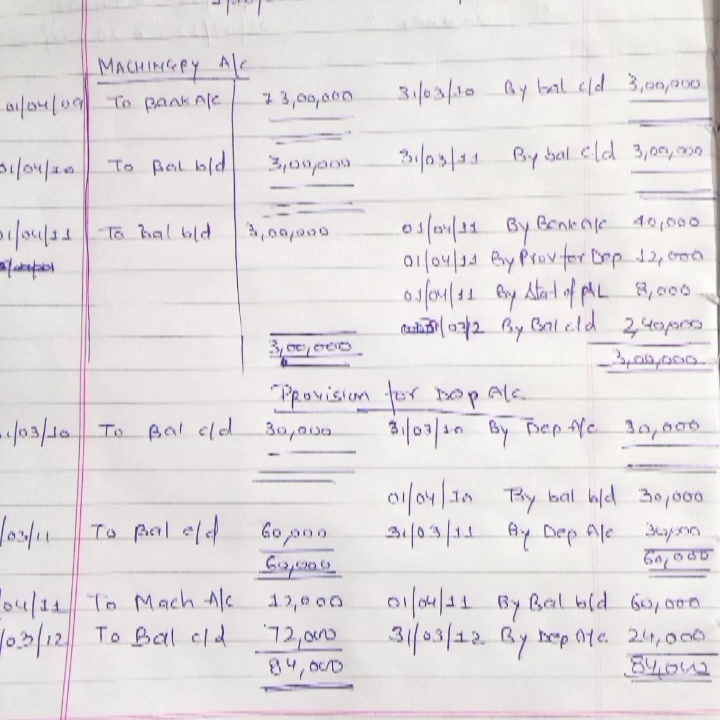 MACHINGPY A/c
01/04/09 To Bank A/c 73,00,000 31/03/10 By bal c/d 3,00,000
01/04/10 To Bal b/d 3,00,000 31/03/11 By bal c/d 3,00,000
01/04/11 To bal b/d 3,00,000 01/04/11 By Bank A/c 40,000
01/04/11 By Prov for Dep 12,000
01/04/11 By Stat of P&L 8,000
/03/2 By Bal c/d 2,40,000
3,00,000 3,00,000
Provision for Dep A/c
1/03/10 To Bal c/d 30,000 31/03/10 By Dep A/c 30,000
01/04/10 By bal b/d 30,000
/03/11 To Bal c/d 60,000 31/03/11 By Dep A/c 30,000
60,000 60,000
04/11 To Mach A/c 12,000 01/04/11 By Bal b/d 60,000
/03/12 To Bal c/d 72,000 31/03/12 By Dep A/c 24,000
84,000 84,000